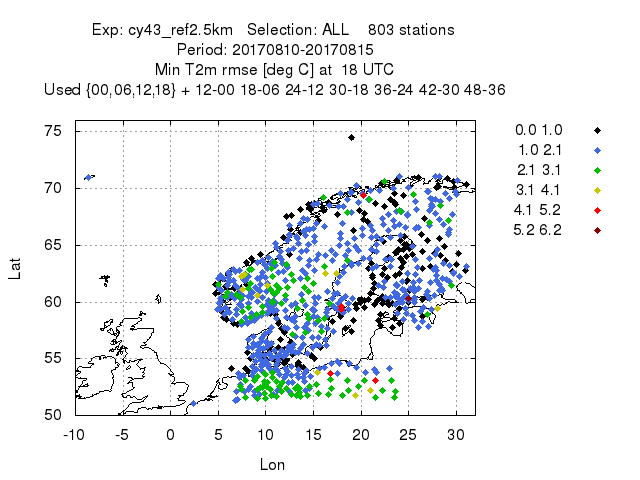 Exp: cy43_ref2.5km   Selection: ALL    803 stations
Period: 20170810-20170815
Min T2m rmse [deg C] at  18 UTC
Used {00,06,12,18} + 12-00 18-06 24-12 30-18 36-24 42-30 48-36
0.0 1.0
1.0 2.1
2.1 3.1
3.1 4.1
4.1 5.2
5.2 6.2
75
70
65
60
55
50
Lat
-10 -5 0 5 10 15 20 25 30
Lon